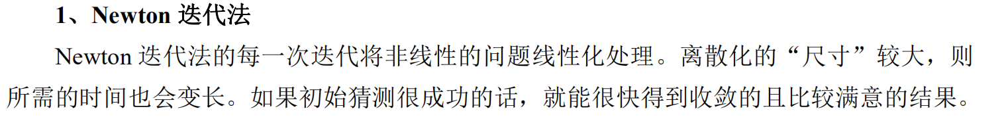 1、Newton 迭代法
Newton 迭代法的每一次迭代将非线性的问题线性化处理。离散化的“尺寸”较大，则
所需的时间也会变长。如果初始猜测很成功的话，就能很快得到收敛的且比较满意的结果。